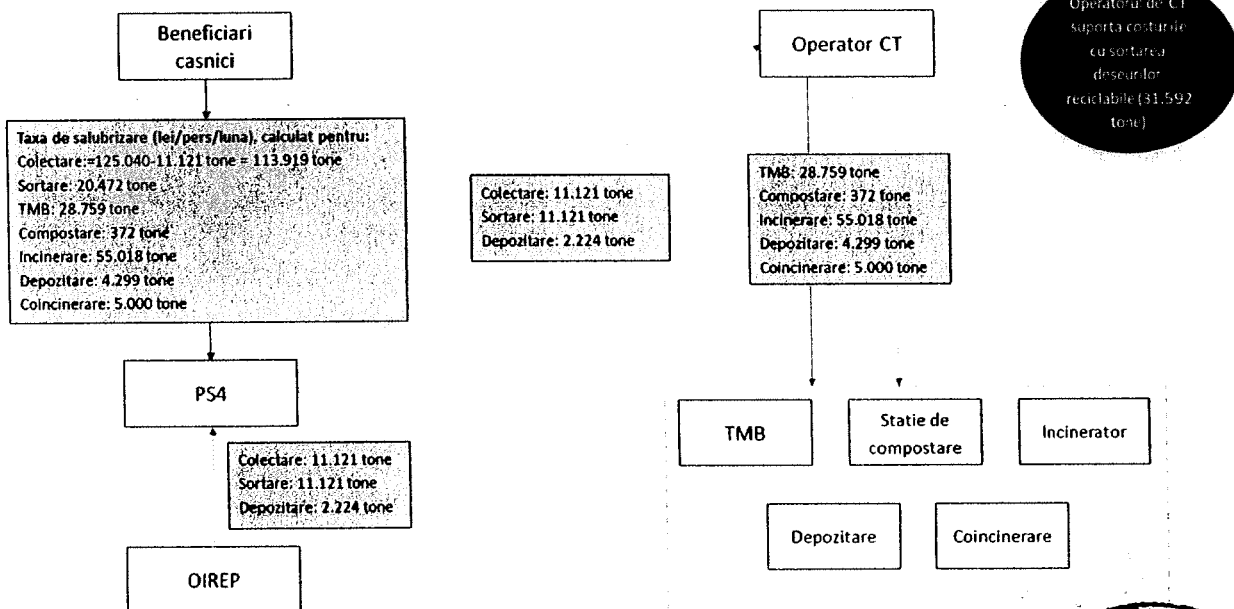 Beneficiari
casnici
Taxa de salubrizare (lei/pers/luna), calculat pentru:
Colectare:=125.040-11.121 tone = 113.919 tone
Sortare: 20.472 tone
TMB: 28.759 tone
Compostare: 372 tone
Incinerare: 55.018 tone
Depozitare: 4.299 tone
Coincinerare: 5.000 tone
PS4
Colectare: 11.121 tone
Sortare: 11.121 tone
Depozitare: 2.224 tone
OIREP
Colectare: 11.121 tone
Sortare: 11.121 tone
Depozitare: 2.224 tone
Operator CT
TMB: 28.759 tone
Compostare: 372 tone
Incinerare: 55.018 tone
Depozitare: 4.299 tone
Coincinerare: 5.000 tone
TMB
Statie de
compostare
Incinerator
Depozitare
Coincinerare
Operatorul de CT
suporta costurile
cu sortarea
deseurilor
reciclabile (31.592
tone)